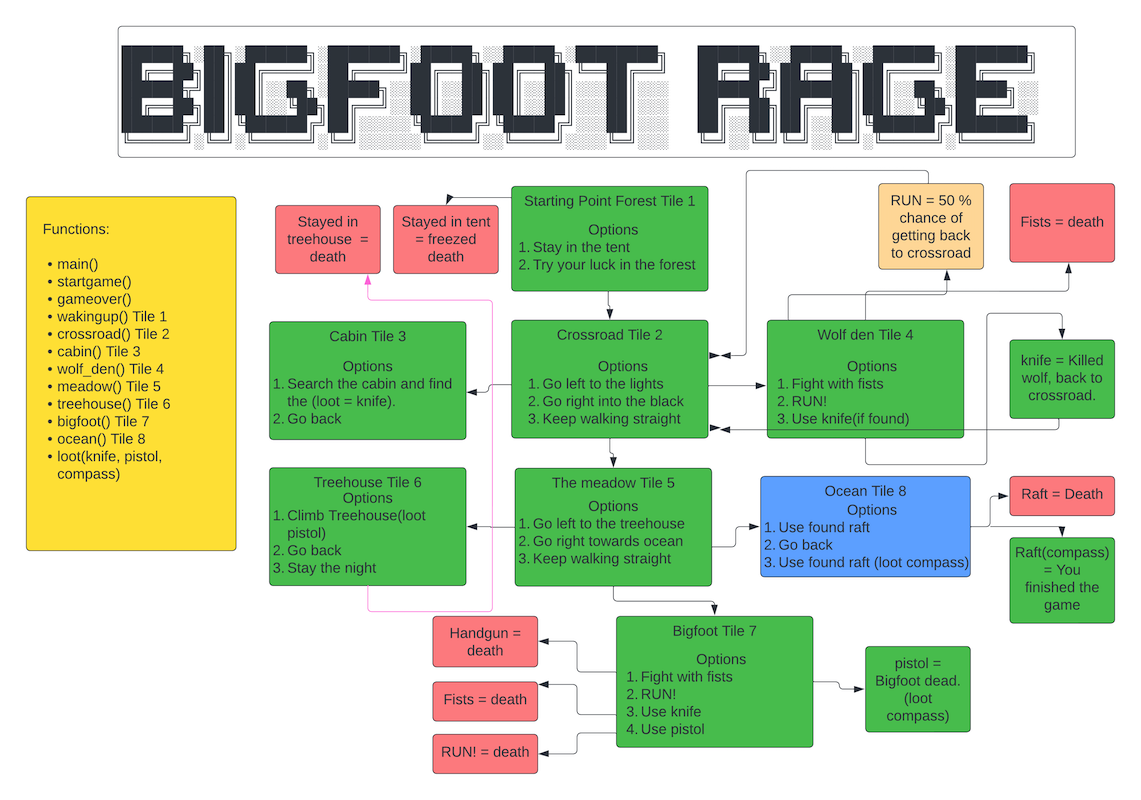 BIGFOOT RAGE
Functions:
• main()
• startgame()
• gameover()
• wakingup() Tile 1
• crossroad() Tile 2
• cabin() Tile 3
• wolf_den() Tile 4
• meadow() Tile 5
• treehouse() Tile 6
• bigfoot() Tile 7
• ocean() Tile 8
• loot(knife, pistol,
compass)
Stayed in
treehouse =
death
Stayed in tent
= freezed
death
Starting Point Forest Tile 1
Options
1. Stay in the tent
2. Try your luck in the forest
RUN = 50 %
chance of
getting back
to crossroad
Fists = death
Cabin Tile 3
Options
1. Search the cabin and find
the (loot = knife).
2. Go back
Crossroad Tile 2
Options
1. Go left to the lights
2. Go right into the black
3. Keep walking straight
Wolf den Tile 4
Options
1. Fight with fists
2. RUN!
3. Use knife(if found)
knife = Killed
wolf, back to
crossroad.
Treehouse Tile 6
Options
1. Climb Treehouse(loot
pistol)
2. Go back
3. Stay the night
The meadow Tile 5
Options
1. Go left to the treehouse
2. Go right towards ocean
3. Keep walking straight
Ocean Tile 8
Options
1. Use found raft
2. Go back
3. Use found raft (loot compass)
Raft = Death
Raft(compass)
= You
finished the
game
Handgun =
death
Fists = death
RUN! = death
Bigfoot Tile 7
Options
1. Fight with fists
2. RUN!
3. Use knife
4. Use pistol
pistol =
Bigfoot dead.
(loot
compass)